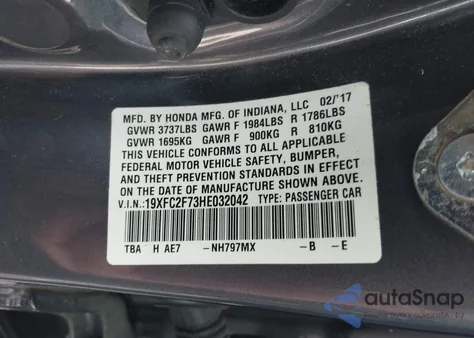 MFD. BY HONDA MFG. OF INDIANA, LLC 02/'17
GVWR 3737LBS GAWR F 1984LBS R 1786LBS
GVWR 1695KG GAWR F 900KG R 810KG
THIS VEHICLE CONFORMS TO ALL APPLICABLE
FEDERAL MOTOR VEHICLE SAFETY, BUMPER,
AND THEFT PREVENTION STANDARDS IN EFFECT
ON THE DATE OF MANUFACTURE SHOWN ABOVE.
V.I.N.:19XFC2F73HE032042 TYPE: PASSENGER CAR
TBA H AE7 -NH797MX -B -E
autoSnap